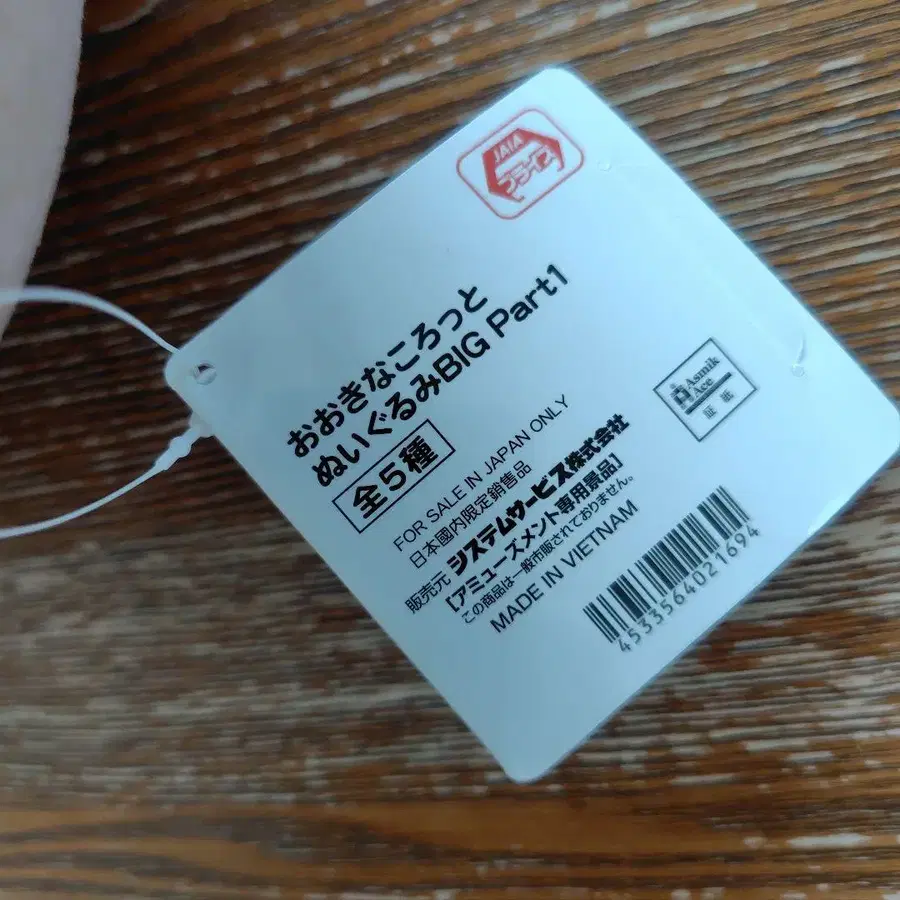 JAIA
プライズ
おおきなころっと
ぬいぐるみBIG Part1
全5種
FOR SALE IN JAPAN ONLY
日本國内限定銷售品
販売元 システムサービス株式会社
[アミューズメント専用景品]
この商品は一般市販されておりません。
MADE IN VIETNAM
Asmik
Ace
証紙
4533564021694